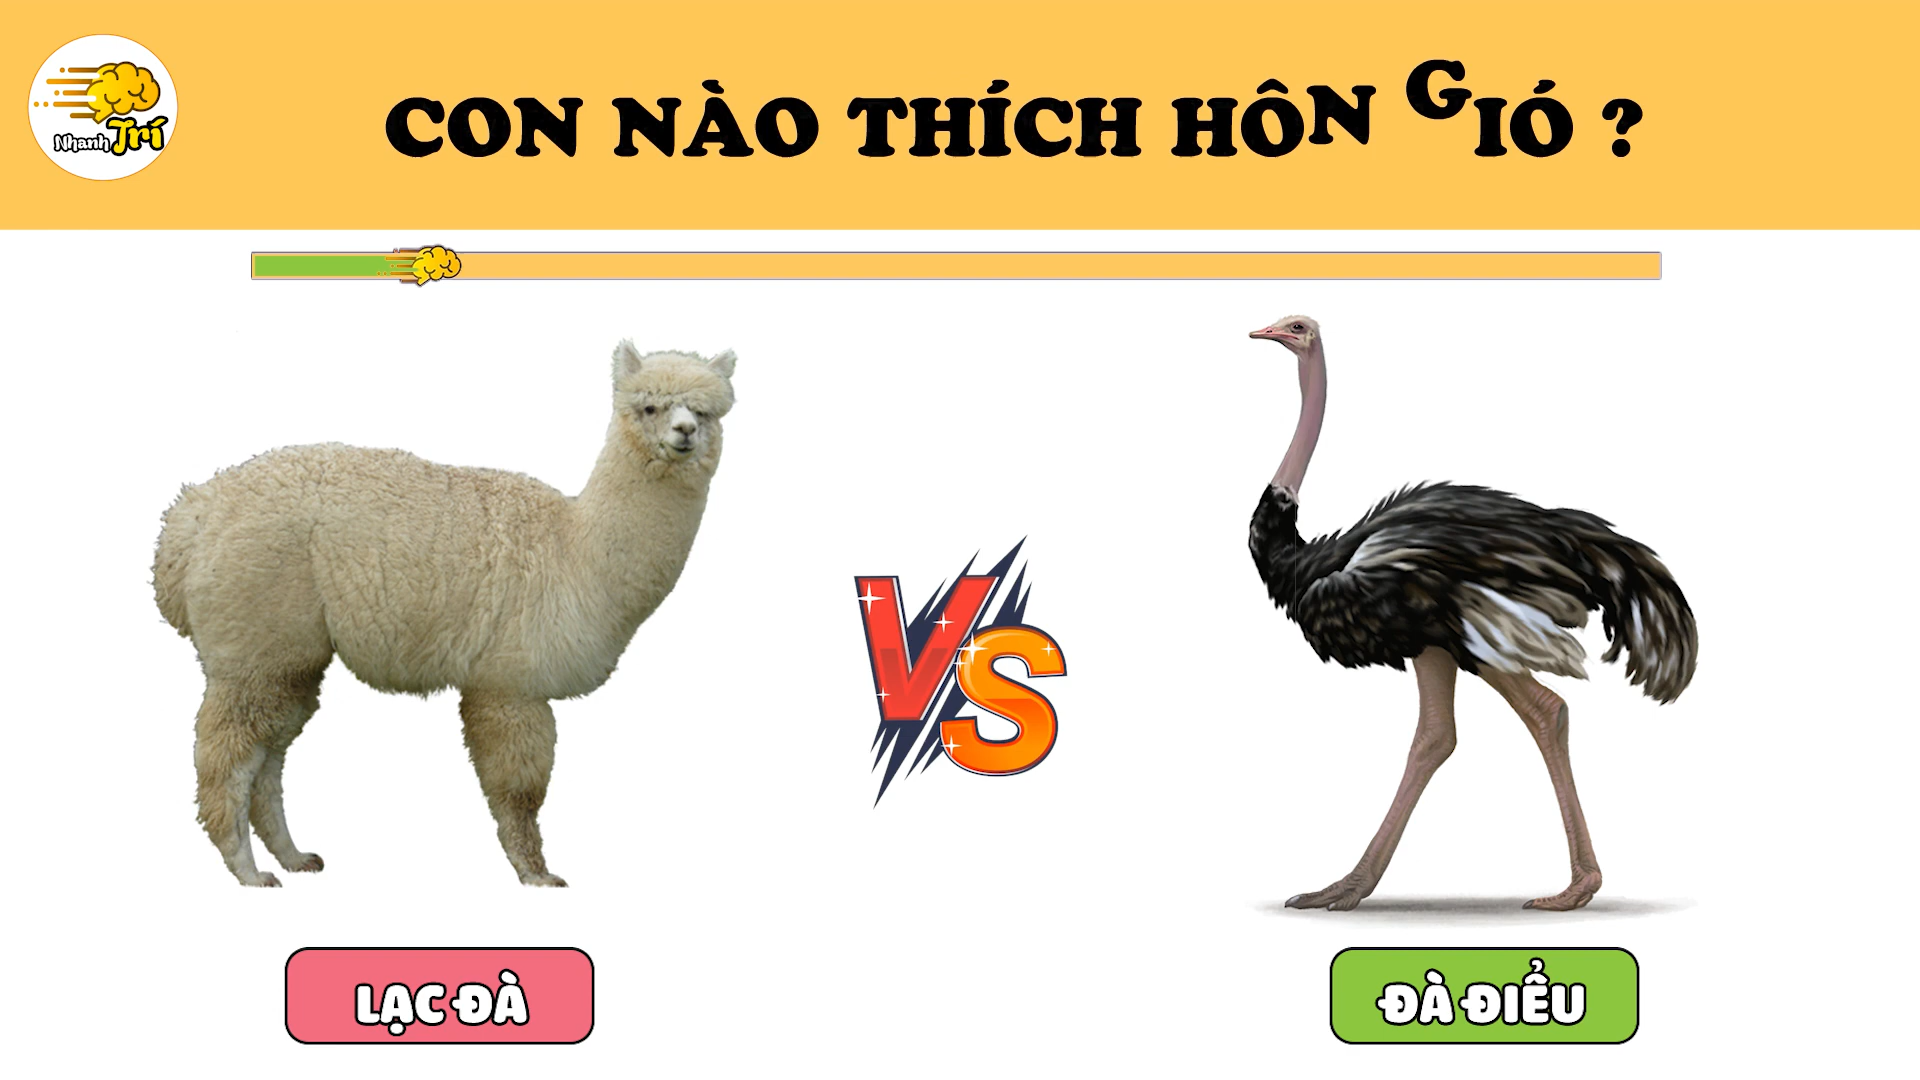 Nhanh Trí
CON NÀO THÍCH HÔN GIÓ ?
VS
LẠC ĐÀ
ĐÀ ĐIỂU